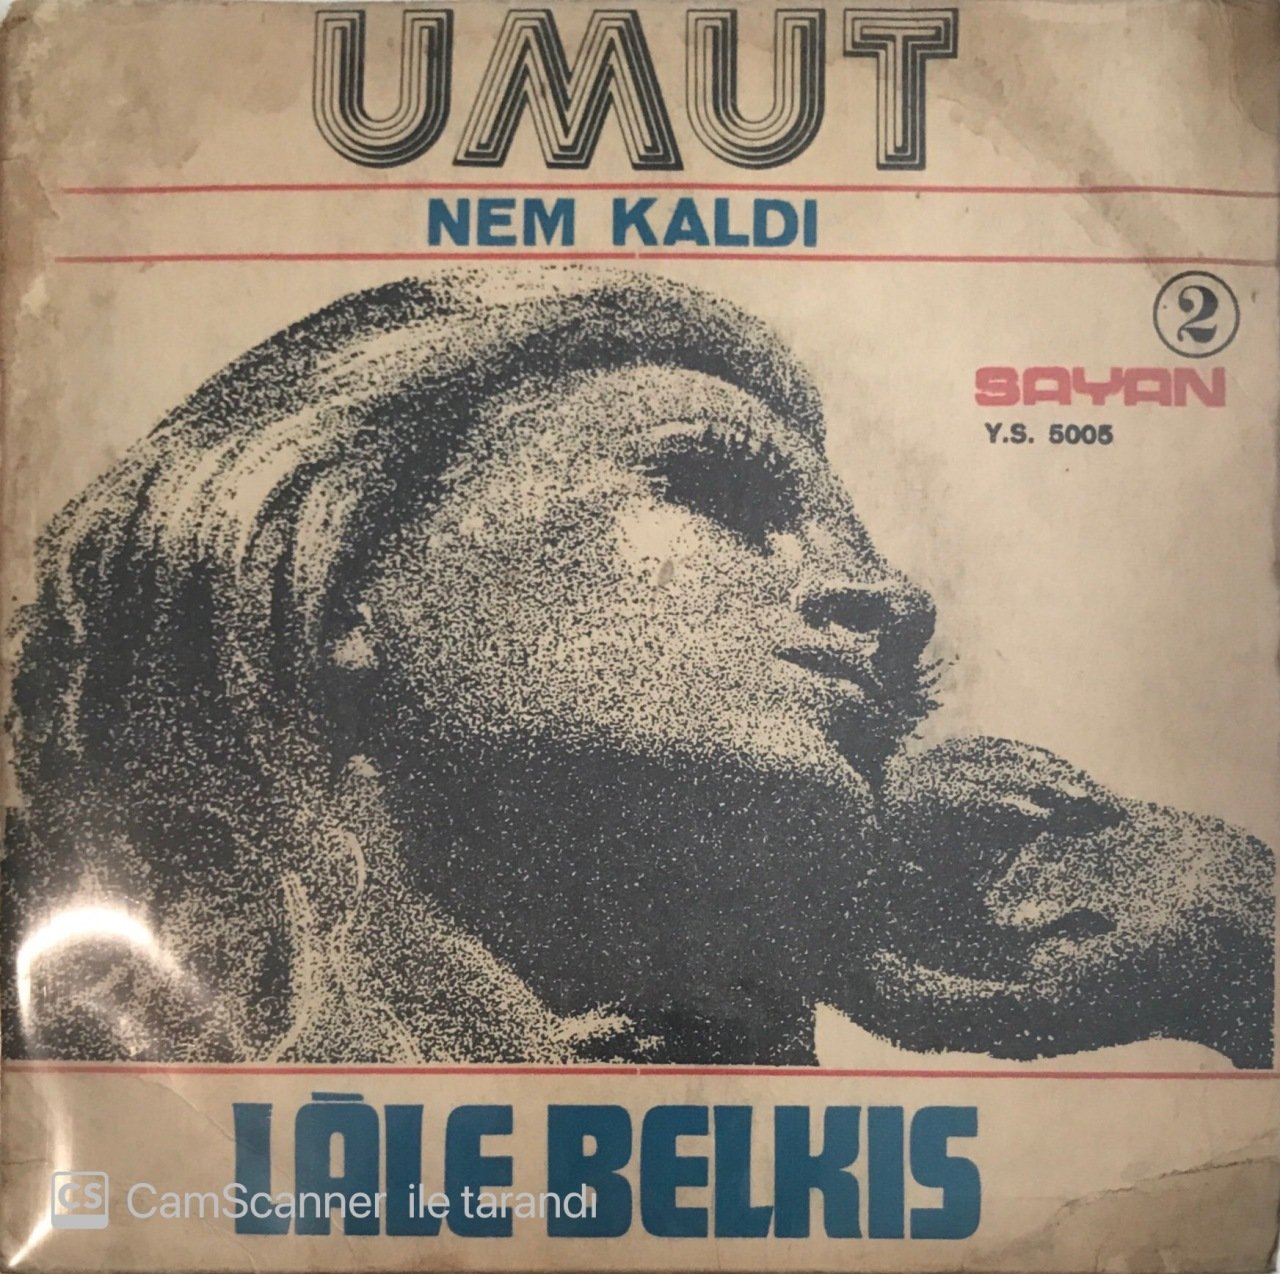 UMUT
NEM KALDI
2
SAYAN
Y.S. 5005
LÂLE BELKIS
CS CamScanner ile tarandı